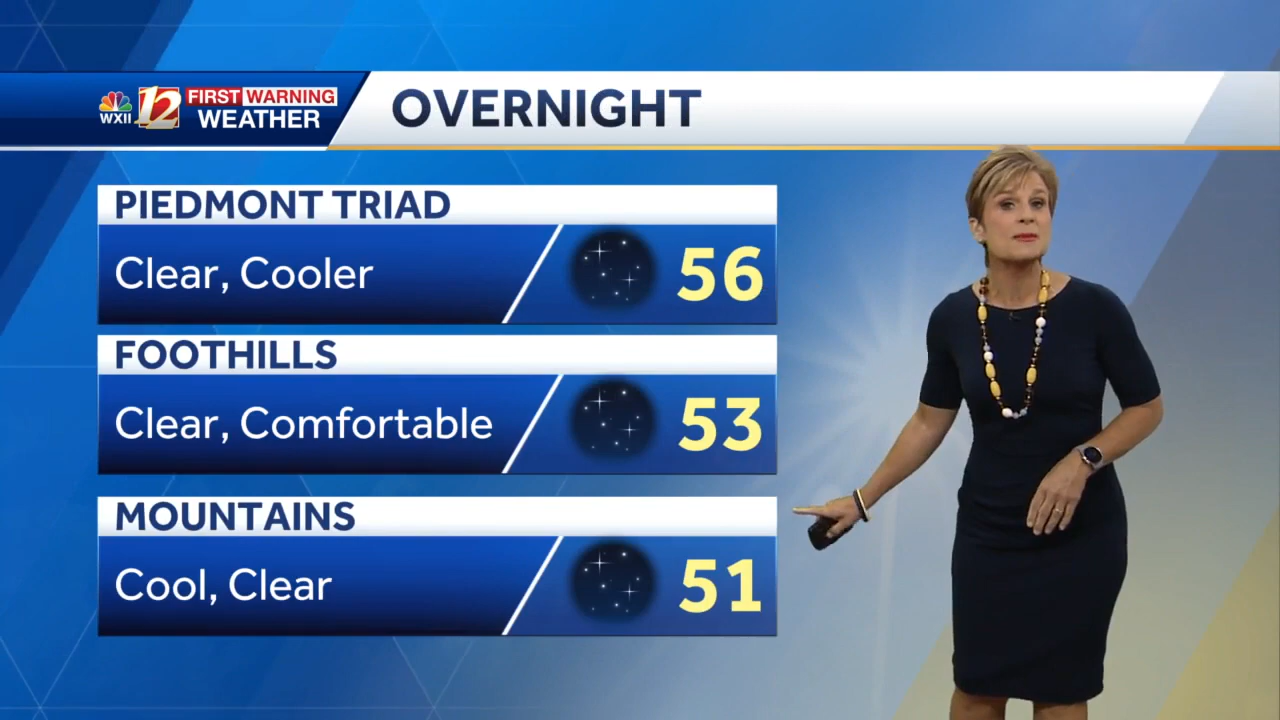 WXII 12 FIRST WARNING
WEATHER
OVERNIGHT
PIEDMONT TRIAD
Clear, Cooler
56
FOOTHILLS
Clear, Comfortable
53
MOUNTAINS
Cool, Clear
51